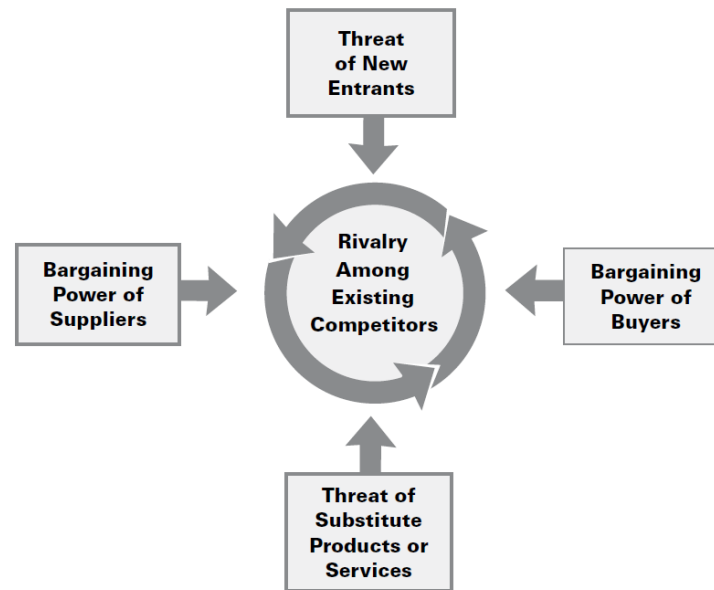 Threat
of New
Entrants
Bargaining
Power of
Suppliers
Rivalry
Among
Existing
Competitors
Bargaining
Power of
Buyers
Threat of
Substitute
Products or
Services